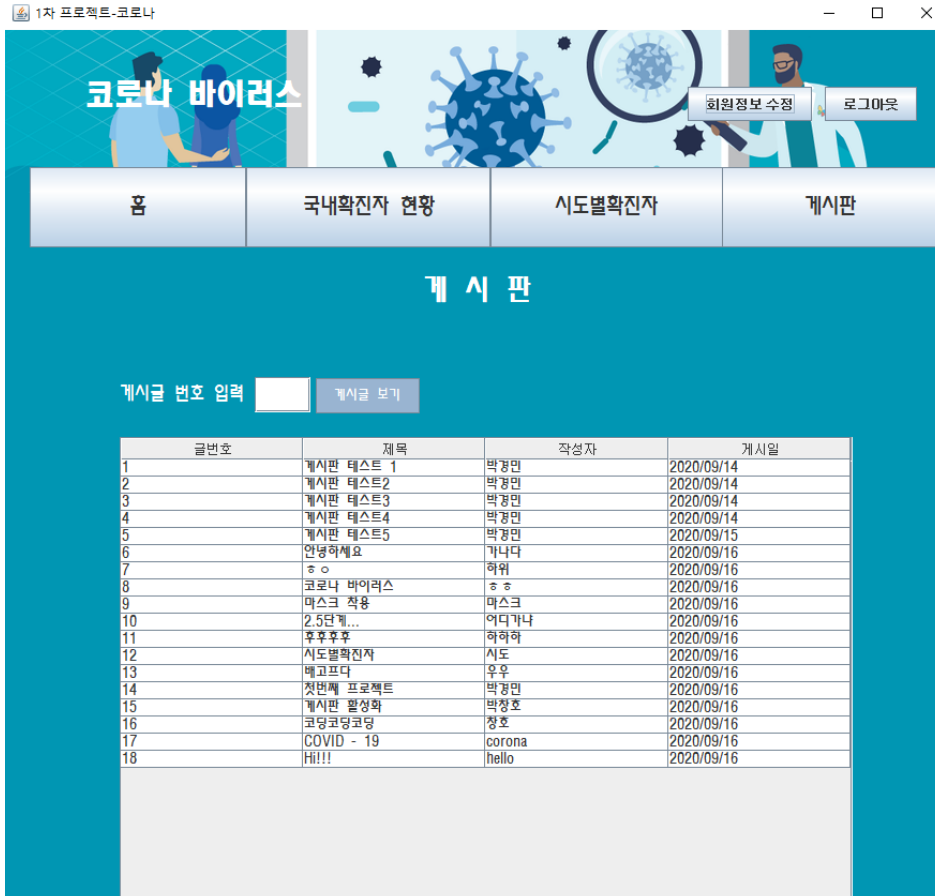 1차 프로젝트-코로나
코로나 바이러스
회원정보 수정 로그아웃
홈 국내확진자 현황 시도별확진자 게시판
게 시 판
게시글 번호 입력 게시글 보기
글번호 제목 작성자 게시일
1 게시판 테스트 1 박경민 2020/09/14
2 게시판 테스트2 박경민 2020/09/14
3 게시판 테스트3 박경민 2020/09/14
4 게시판 테스트4 박경민 2020/09/14
5 게시판 테스트5 박경민 2020/09/15
6 안녕하세요 가나다 2020/09/16
7 ㅎㅇ 하위 2020/09/16
8 코로나 바이러스 ㅎㅎ 2020/09/16
9 마스크 착용 마스크 2020/09/16
10 2.5단계... 어디가냐 2020/09/16
11 후후후후 하하하 2020/09/16
12 시도별확진자 시도 2020/09/16
13 배고프다 우우 2020/09/16
14 첫번째 프로젝트 박경민 2020/09/16
15 게시판 활성화 박창호 2020/09/16
16 코딩코딩코딩 창호 2020/09/16
17 COVID - 19 corona 2020/09/16
18 Hi!!! hello 2020/09/16